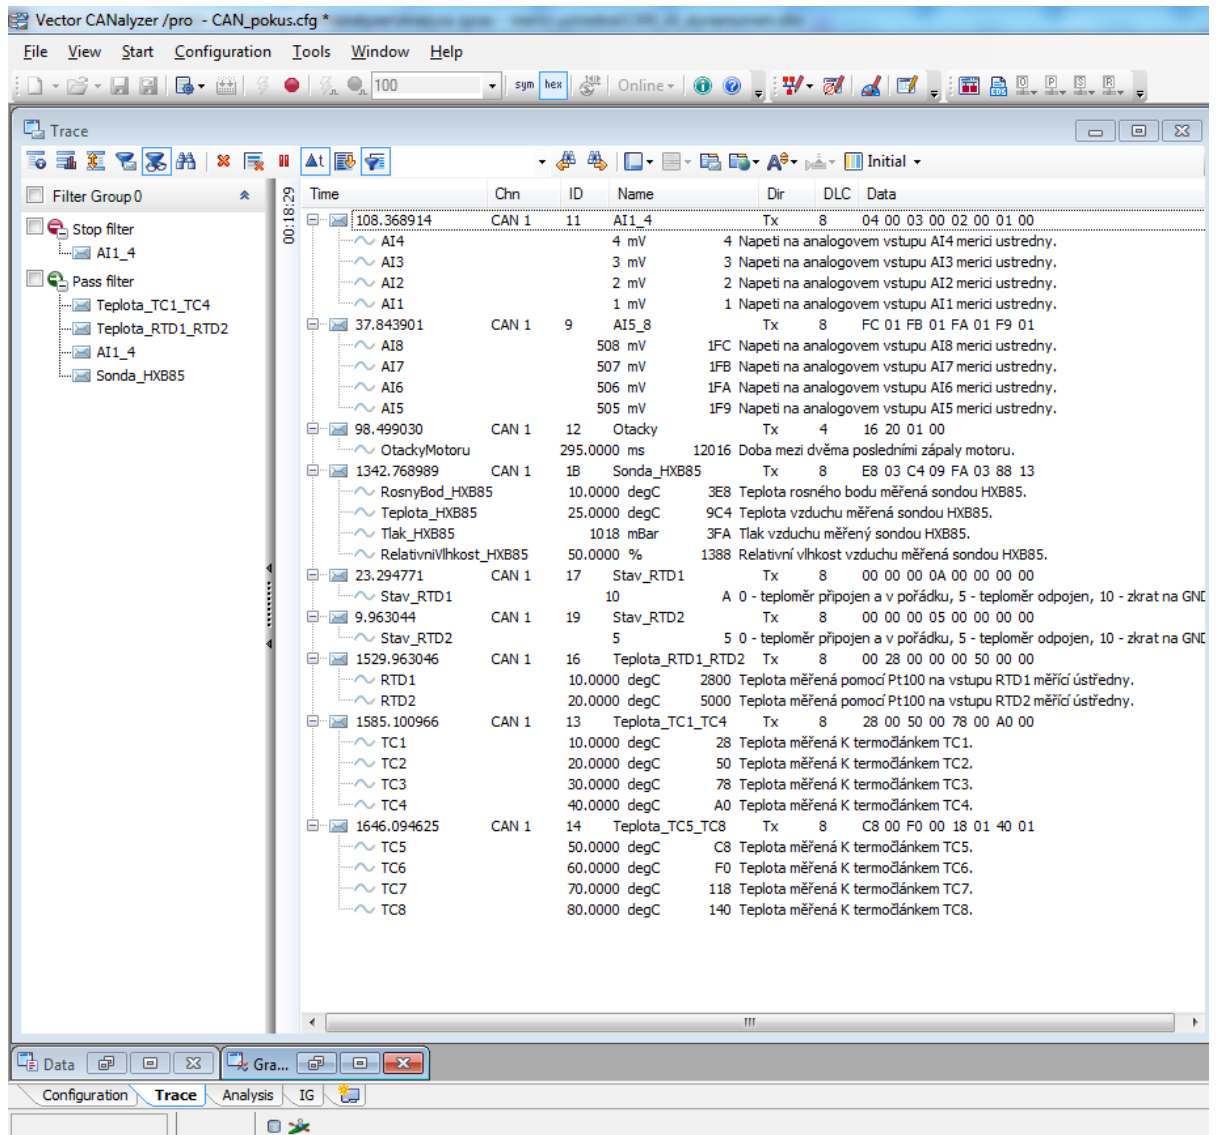 Vector CANalyzer /pro - CAN_pokus.cfg *
File View Start Configuration Tools Window Help
100 sym hex Online
Trace
Initial
Filter Group 0
Stop filter
AI1_4
Pass filter
Teplota_TC1_TC4
Teplota_RTD1_RTD2
AI1_4
Sonda_HXB85
00:18:29
Time Chn ID Name Dir DLC Data
108.368914 CAN 1 11 AI1_4 Tx 8 04 00 03 00 02 00 01 00
AI4 4 mV 4 Napeti na analogovem vstupu AI4 merici ustredny.
AI3 3 mV 3 Napeti na analogovem vstupu AI3 merici ustredny.
AI2 2 mV 2 Napeti na analogovem vstupu AI2 merici ustredny.
AI1 1 mV 1 Napeti na analogovem vstupu AI1 merici ustredny.
37.843901 CAN 1 9 AI5_8 Tx 8 FC 01 FB 01 FA 01 F9 01
AI8 508 mV 1FC Napeti na analogovem vstupu AI8 merici ustredny.
AI7 507 mV 1FB Napeti na analogovem vstupu AI7 merici ustredny.
AI6 506 mV 1FA Napeti na analogovem vstupu AI6 merici ustredny.
AI5 505 mV 1F9 Napeti na analogovem vstupu AI5 merici ustredny.
98.499030 CAN 1 12 Otacky Tx 4 16 20 01 00
OtackyMotoru 295.0000 ms 12016 Doba mezi dvěma posledními zápaly motoru.
1342.768989 CAN 1 1B Sonda_HXB85 Tx 8 E8 03 C4 09 FA 03 88 13
RosnyBod_HXB85 10.0000 degC 3E8 Teplota rosného bodu měřená sondou HXB85.
Teplota_HXB85 25.0000 degC 9C4 Teplota vzduchu měřená sondou HXB85.
Tlak_HXB85 1018 mBar 3FA Tlak vzduchu měřený sondou HXB85.
RelativniVlhkost_HXB85 50.0000 % 1388 Relativní vlhkost vzduchu měřená sondou HXB85.
23.294771 CAN 1 17 Stav_RTD1 Tx 8 00 00 00 0A 00 00 00 00
Stav_RTD1 10 A 0 - teploměr připojen a v pořádku, 5 - teploměr odpojen, 10 - zkrat na GND
9.963044 CAN 1 19 Stav_RTD2 Tx 8 00 00 00 05 00 00 00 00
Stav_RTD2 5 5 0 - teploměr připojen a v pořádku, 5 - teploměr odpojen, 10 - zkrat na GND
1529.963046 CAN 1 16 Teplota_RTD1_RTD2 Tx 8 00 28 00 00 00 50 00 00
RTD1 10.0000 degC 2800 Teplota měřená pomocí Pt100 na vstupu RTD1 měřící ústředny.
RTD2 20.0000 degC 5000 Teplota měřená pomocí Pt100 na vstupu RTD2 měřící ústředny.
1585.100966 CAN 1 13 Teplota_TC1_TC4 Tx 8 28 00 50 00 78 00 A0 00
TC1 10.0000 degC 28 Teplota měřená K termočlánkem TC1.
TC2 20.0000 degC 50 Teplota měřená K termočlánkem TC2.
TC3 30.0000 degC 78 Teplota měřená K termočlánkem TC3.
TC4 40.0000 degC A0 Teplota měřená K termočlánkem TC4.
1646.094625 CAN 1 14 Teplota_TC5_TC8 Tx 8 C8 00 F0 00 18 01 40 01
TC5 50.0000 degC C8 Teplota měřená K termočlánkem TC5.
TC6 60.0000 degC F0 Teplota měřená K termočlánkem TC6.
TC7 70.0000 degC 118 Teplota měřená K termočlánkem TC7.
TC8 80.0000 degC 140 Teplota měřená K termočlánkem TC8.
Data Gra...
Configuration Trace Analysis IG